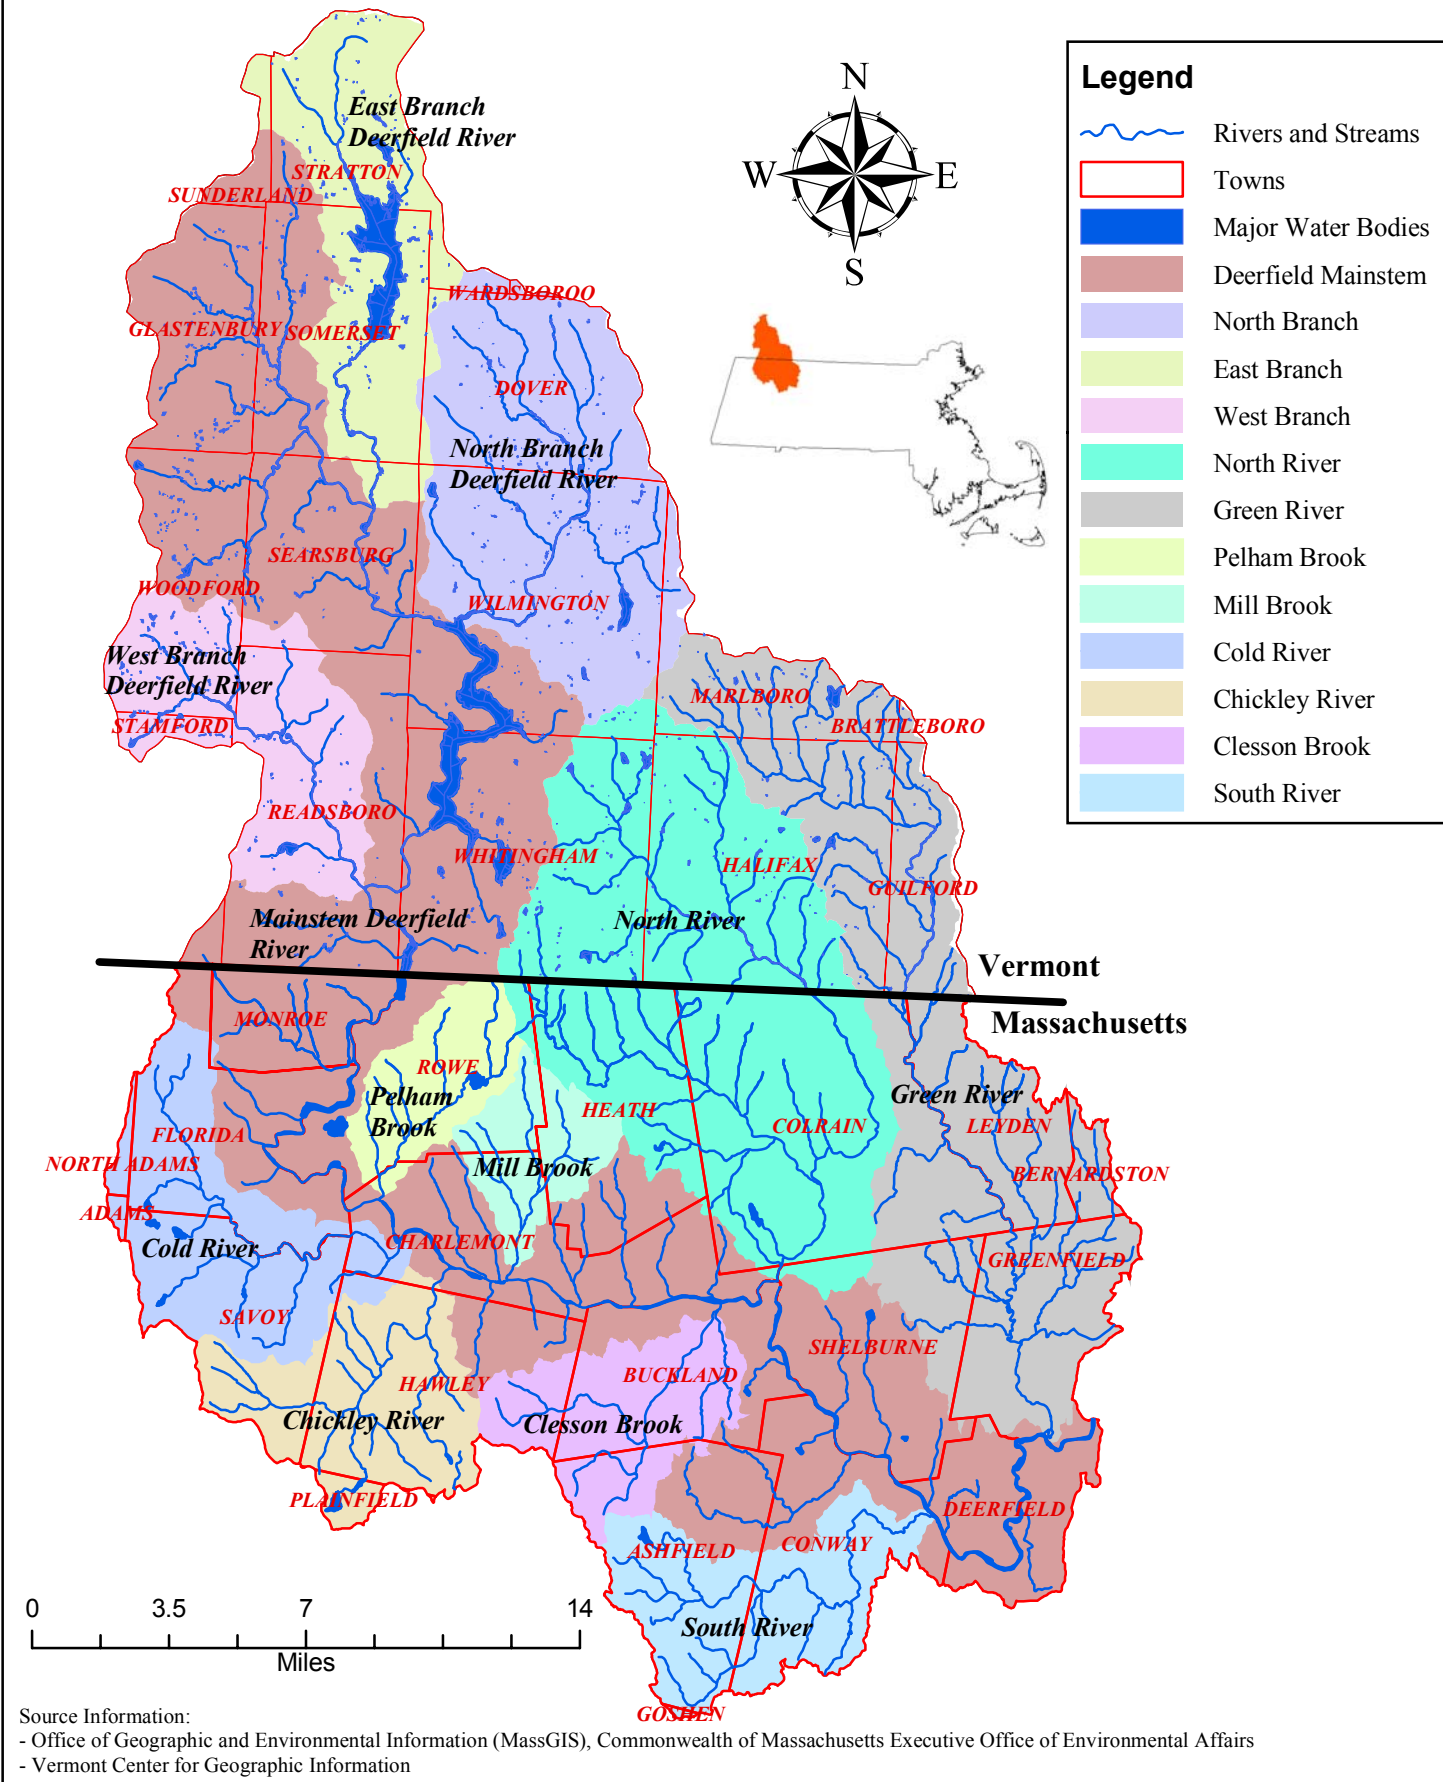 Legend
Rivers and Streams
Towns
Major Water Bodies
Deerfield Mainstem
North Branch
East Branch
West Branch
North River
Green River
Pelham Brook
Mill Brook
Cold River
Chickley River
Clesson Brook
South River
N
W
E
S
East Branch
Deerfield River
STRATTON
SUNDERLAND
WARDSBOROO
GLASTENBURY
SOMERSET
DOVER
North Branch
Deerfield River
SEARSBURG
WOODFORD
WILMINGTON
West Branch
Deerfield River
STAMFORD
MARLBORO
BRATTLEBORO
READSBORO
WHITINGHAM
HALIFAX
GUILFORD
Mainstem Deerfield
River
North River
Vermont
Massachusetts
MONROE
ROWE
Pelham
Brook
HEATH
COLRAIN
Green River
LEYDEN
FLORIDA
NORTH ADAMS
Mill Brook
BERNARDSTON
ADAMS
Cold River
CHARLEMONT
GREENFIELD
SAVOY
SHELBURNE
HAWLEY
BUCKLAND
Chickley River
Clesson Brook
PLAINFIELD
DEERFIELD
ASHFIELD
CONWAY
South River
GOSHEN
0
3.5
7
14
Miles
Source Information:
- Office of Geographic and Environmental Information (MassGIS), Commonwealth of Massachusetts Executive Office of Environmental Affairs
- Vermont Center for Geographic Information